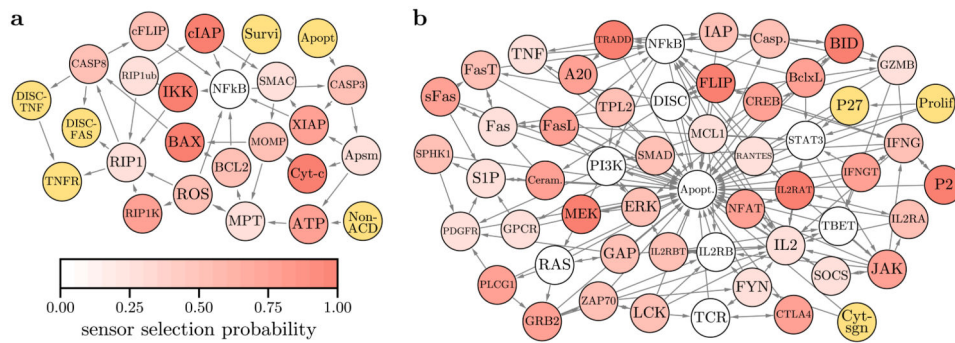 a
cFLIP
cIAP
Survi
Apopt
CASP8
RIP1ub
IKK
NFkB
SMAC
CASP3
DISC-
TNF
DISC-
FAS
BAX
MOMP
XIAP
Apsm
TNFR
RIP1
ROS
BCL2
Cyt-c
RIP1K
MPT
ATP
Non-
ACD
0.00 0.25 0.50 0.75 1.00
sensor selection probability
b
TNF
TRADD
NFkB
IAP
Casp.
BID
GZMB
FasT
A20
FLIP
BclxL
sFas
TPL2
DISC
CREB
P27
Prolif
Fas
FasL
MCL1
STAT3
IFNG
SPHK1
S1P
Ceram.
PI3K
SMAD
RANTES
IFNGT
P2
Apopt.
IL2RAT
PDGFR
GPCR
MEK
ERK
NFAT
TBET
IL2RA
RAS
GAP
IL2RBT
IL2RB
IL2
SOCS
JAK
PLCG1
ZAP70
FYN
GRB2
LCK
TCR
CTLA4
Cyt-
sgn